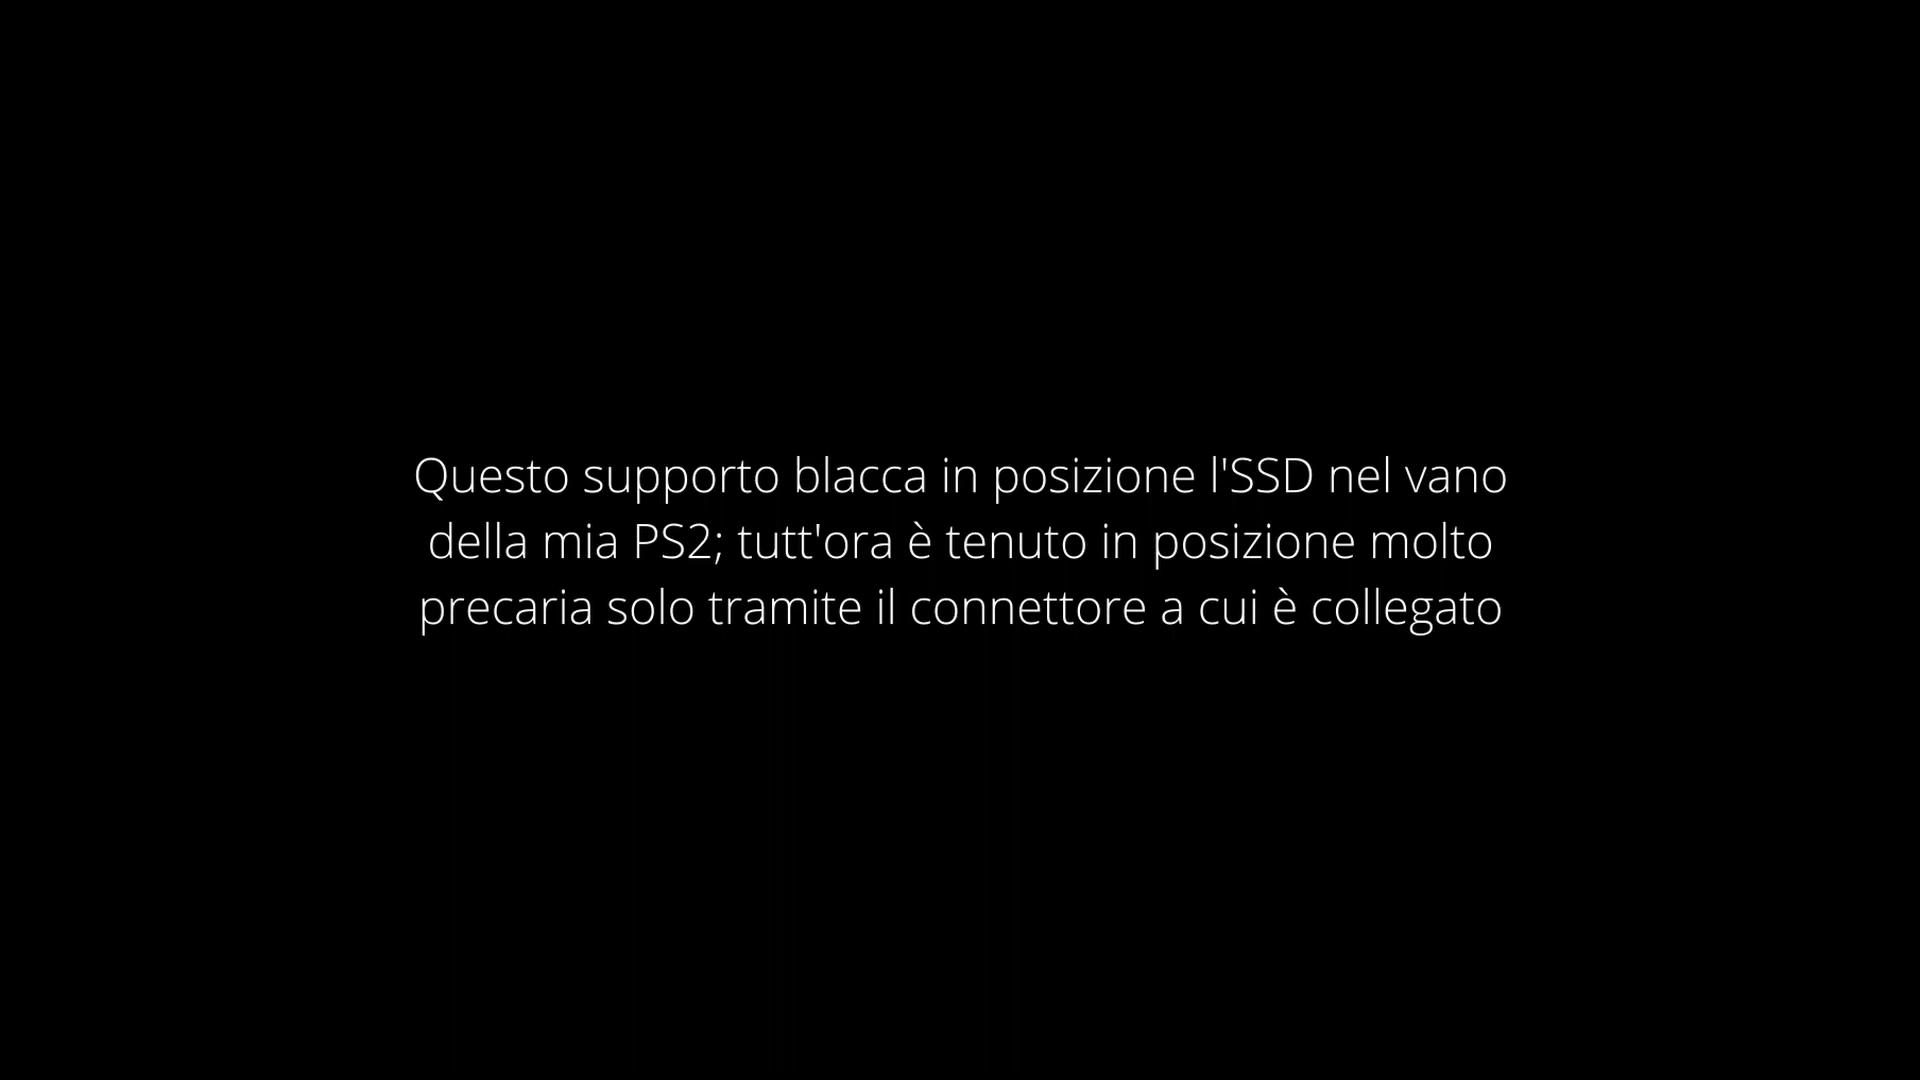 Questo supporto blacca in posizione l'SSD nel vano
della mia PS2; tutt'ora è tenuto in posizione molto
precaria solo tramite il connettore a cui è collegato